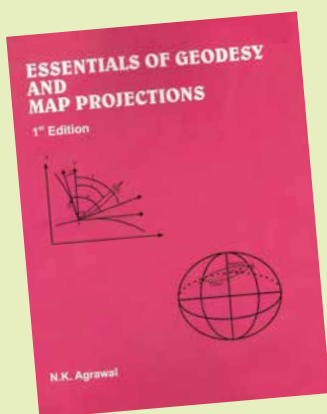 ESSENTIALS OF GEODESY
AND
MAP PROJECTIONS
1st Edition
N.K. Agrawal